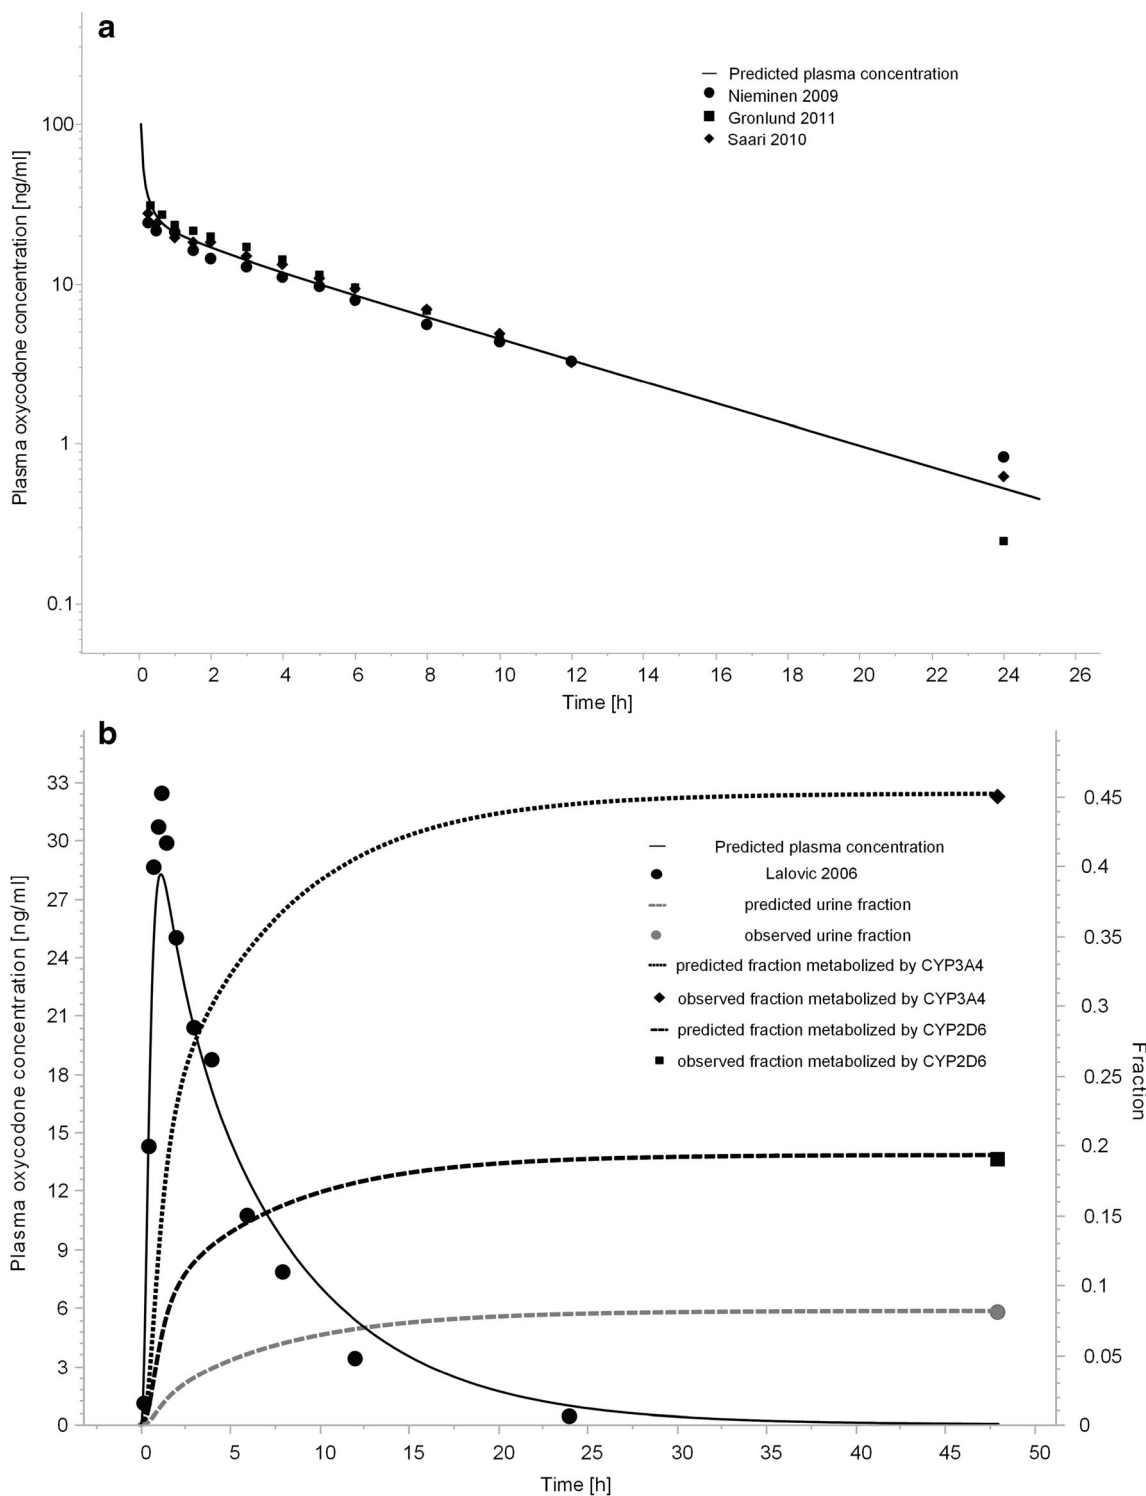 a
Predicted plasma concentration
Nieminen 2009
Gronlund 2011
Saari 2010
Plasma oxycodone concentration [ng/ml]
100
10
1
0.1
0 2 4 6 8 10 12 14 16 18 20 22 24 26
Time [h]
b
Predicted plasma concentration
Lalovic 2006
predicted urine fraction
observed urine fraction
predicted fraction metabolized by CYP3A4
observed fraction metabolized by CYP3A4
predicted fraction metabolized by CYP2D6
observed fraction metabolized by CYP2D6
Plasma oxycodone concentration [ng/ml]
33
30
27
24
21
18
15
12
9
6
3
0
0.45
0.4
0.35
0.3
0.25
0.2
0.15
0.1
0.05
0
Fraction
0 5 10 15 20 25 30 35 40 45 50
Time [h]